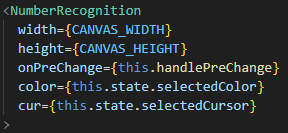 <NumberRecognition
width={CANVAS_WIDTH}
height={CANVAS_HEIGHT}
onPreChange={this.handlePreChange}
color={this.state.selectedColor}
cur={this.state.selectedCursor}
>